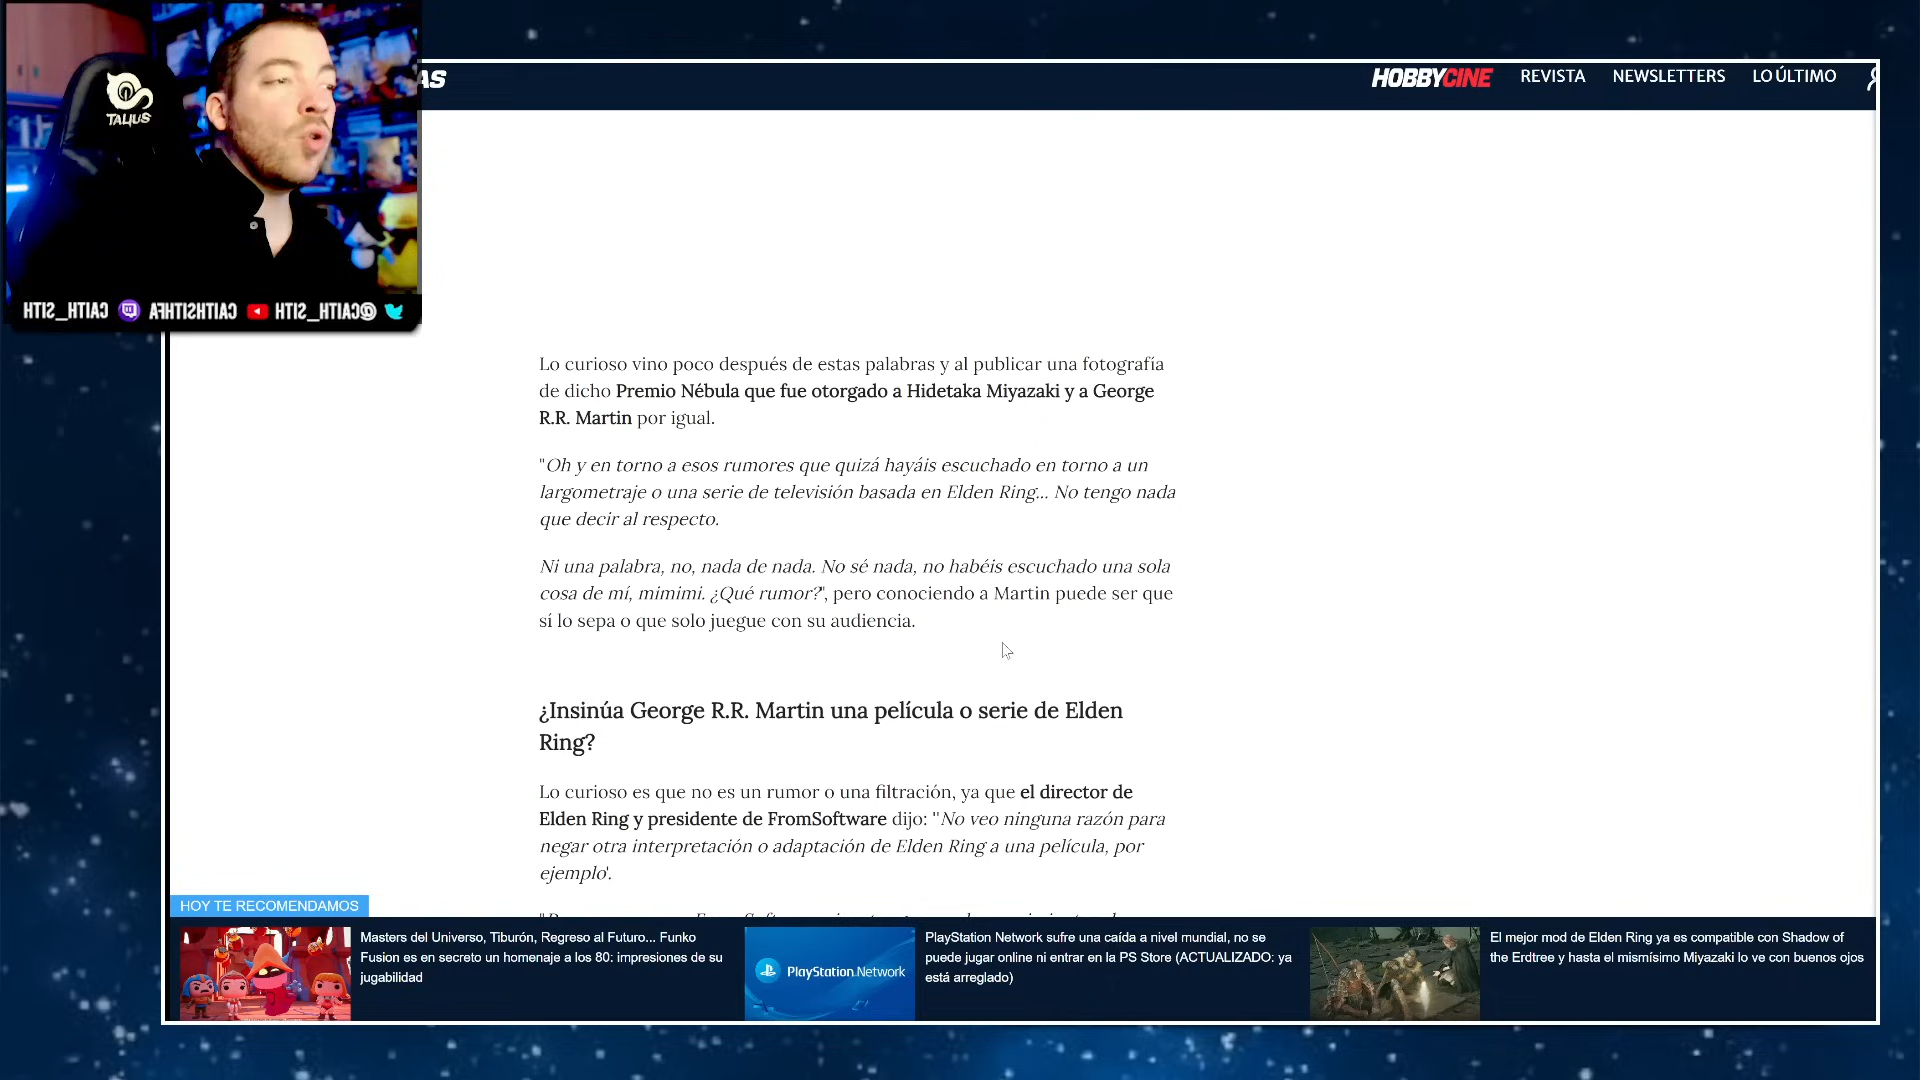 TALIUS
CAITH_SITH CAITHSITHFA @CAITH_SITH
AS
HOBBYCINE REVISTA NEWSLETTERS LO ÚLTIMO
Lo curioso vino poco después de estas palabras y al publicar una fotografía
de dicho Premio Nébula que fue otorgado a Hidetaka Miyazaki y a George
R.R. Martin por igual.
"Oh y en torno a esos rumores que quizá hayáis escuchado en torno a un
largometraje o una serie de televisión basada en Elden Ring... No tengo nada
que decir al respecto.
Ni una palabra, no, nada de nada. No sé nada, no habéis escuchado una sola
cosa de mí, mimimi. ¿Qué rumor?", pero conociendo a Martin puede ser que
sí lo sepa o que solo juegue con su audiencia.
¿Insinúa George R.R. Martin una película o serie de Elden
Ring?
Lo curioso es que no es un rumor o una filtración, ya que el director de
Elden Ring y presidente de FromSoftware dijo: "No veo ninguna razón para
negar otra interpretación o adaptación de Elden Ring a una película, por
ejemplo'.
HOY TE RECOMENDAMOS
Masters del Universo, Tiburón, Regreso al Futuro... Funko
Fusion es en secreto un homenaje a los 80: impresiones de su
jugabilidad
PlayStation Network
PlayStation Network sufre una caída a nivel mundial, no se
puede jugar online ni entrar en la PS Store (ACTUALIZADO: ya
está arreglado)
El mejor mod de Elden Ring ya es compatible con Shadow of
the Erdtree y hasta el mismísimo Miyazaki lo ve con buenos ojos